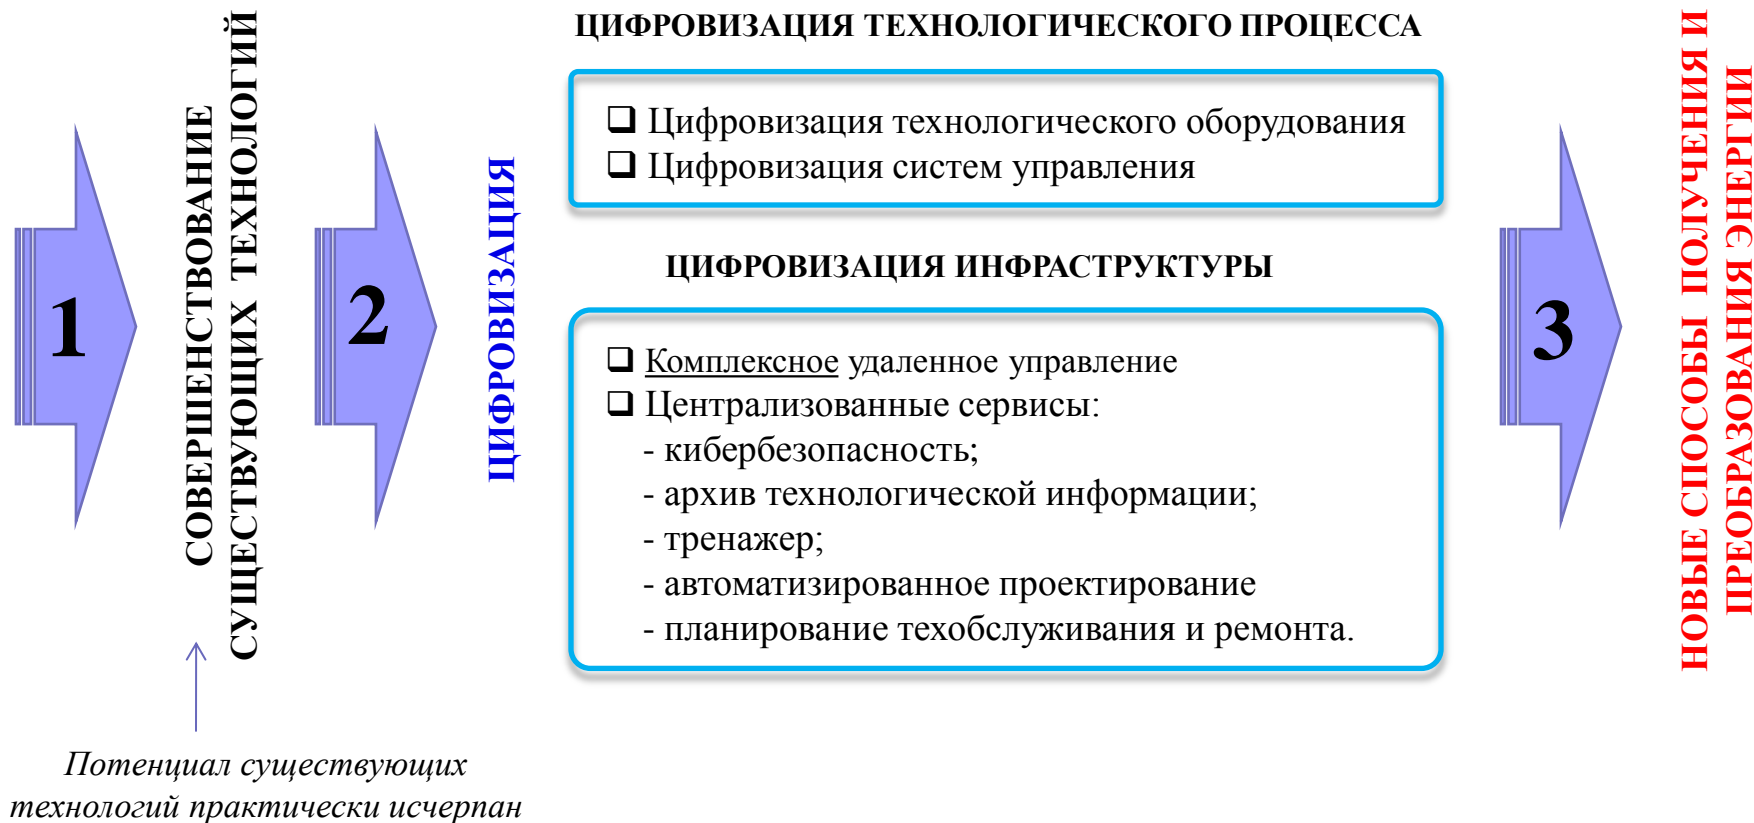 1
СОВЕРШЕНСТВОВАНИЕ
СУЩЕСТВУЮЩИХ ТЕХНОЛОГИЙ
Потенциал существующих
технологий практически исчерпан
2
ЦИФРОВИЗАЦИЯ
ЦИФРОВИЗАЦИЯ ТЕХНОЛОГИЧЕСКОГО ПРОЦЕССА
❑ Цифровизация технологического оборудования
❑ Цифровизация систем управления
ЦИФРОВИЗАЦИЯ ИНФРАСТРУКТУРЫ
❑ Комплексное удаленное управление
❑ Централизованные сервисы:
- кибербезопасность;
- архив технологической информации;
- тренажер;
- автоматизированное проектирование
- планирование техобслуживания и ремонта.
3
НОВЫЕ СПОСОБЫ ПОЛУЧЕНИЯ И
ПРЕОБРАЗОВАНИЯ ЭНЕРГИИ